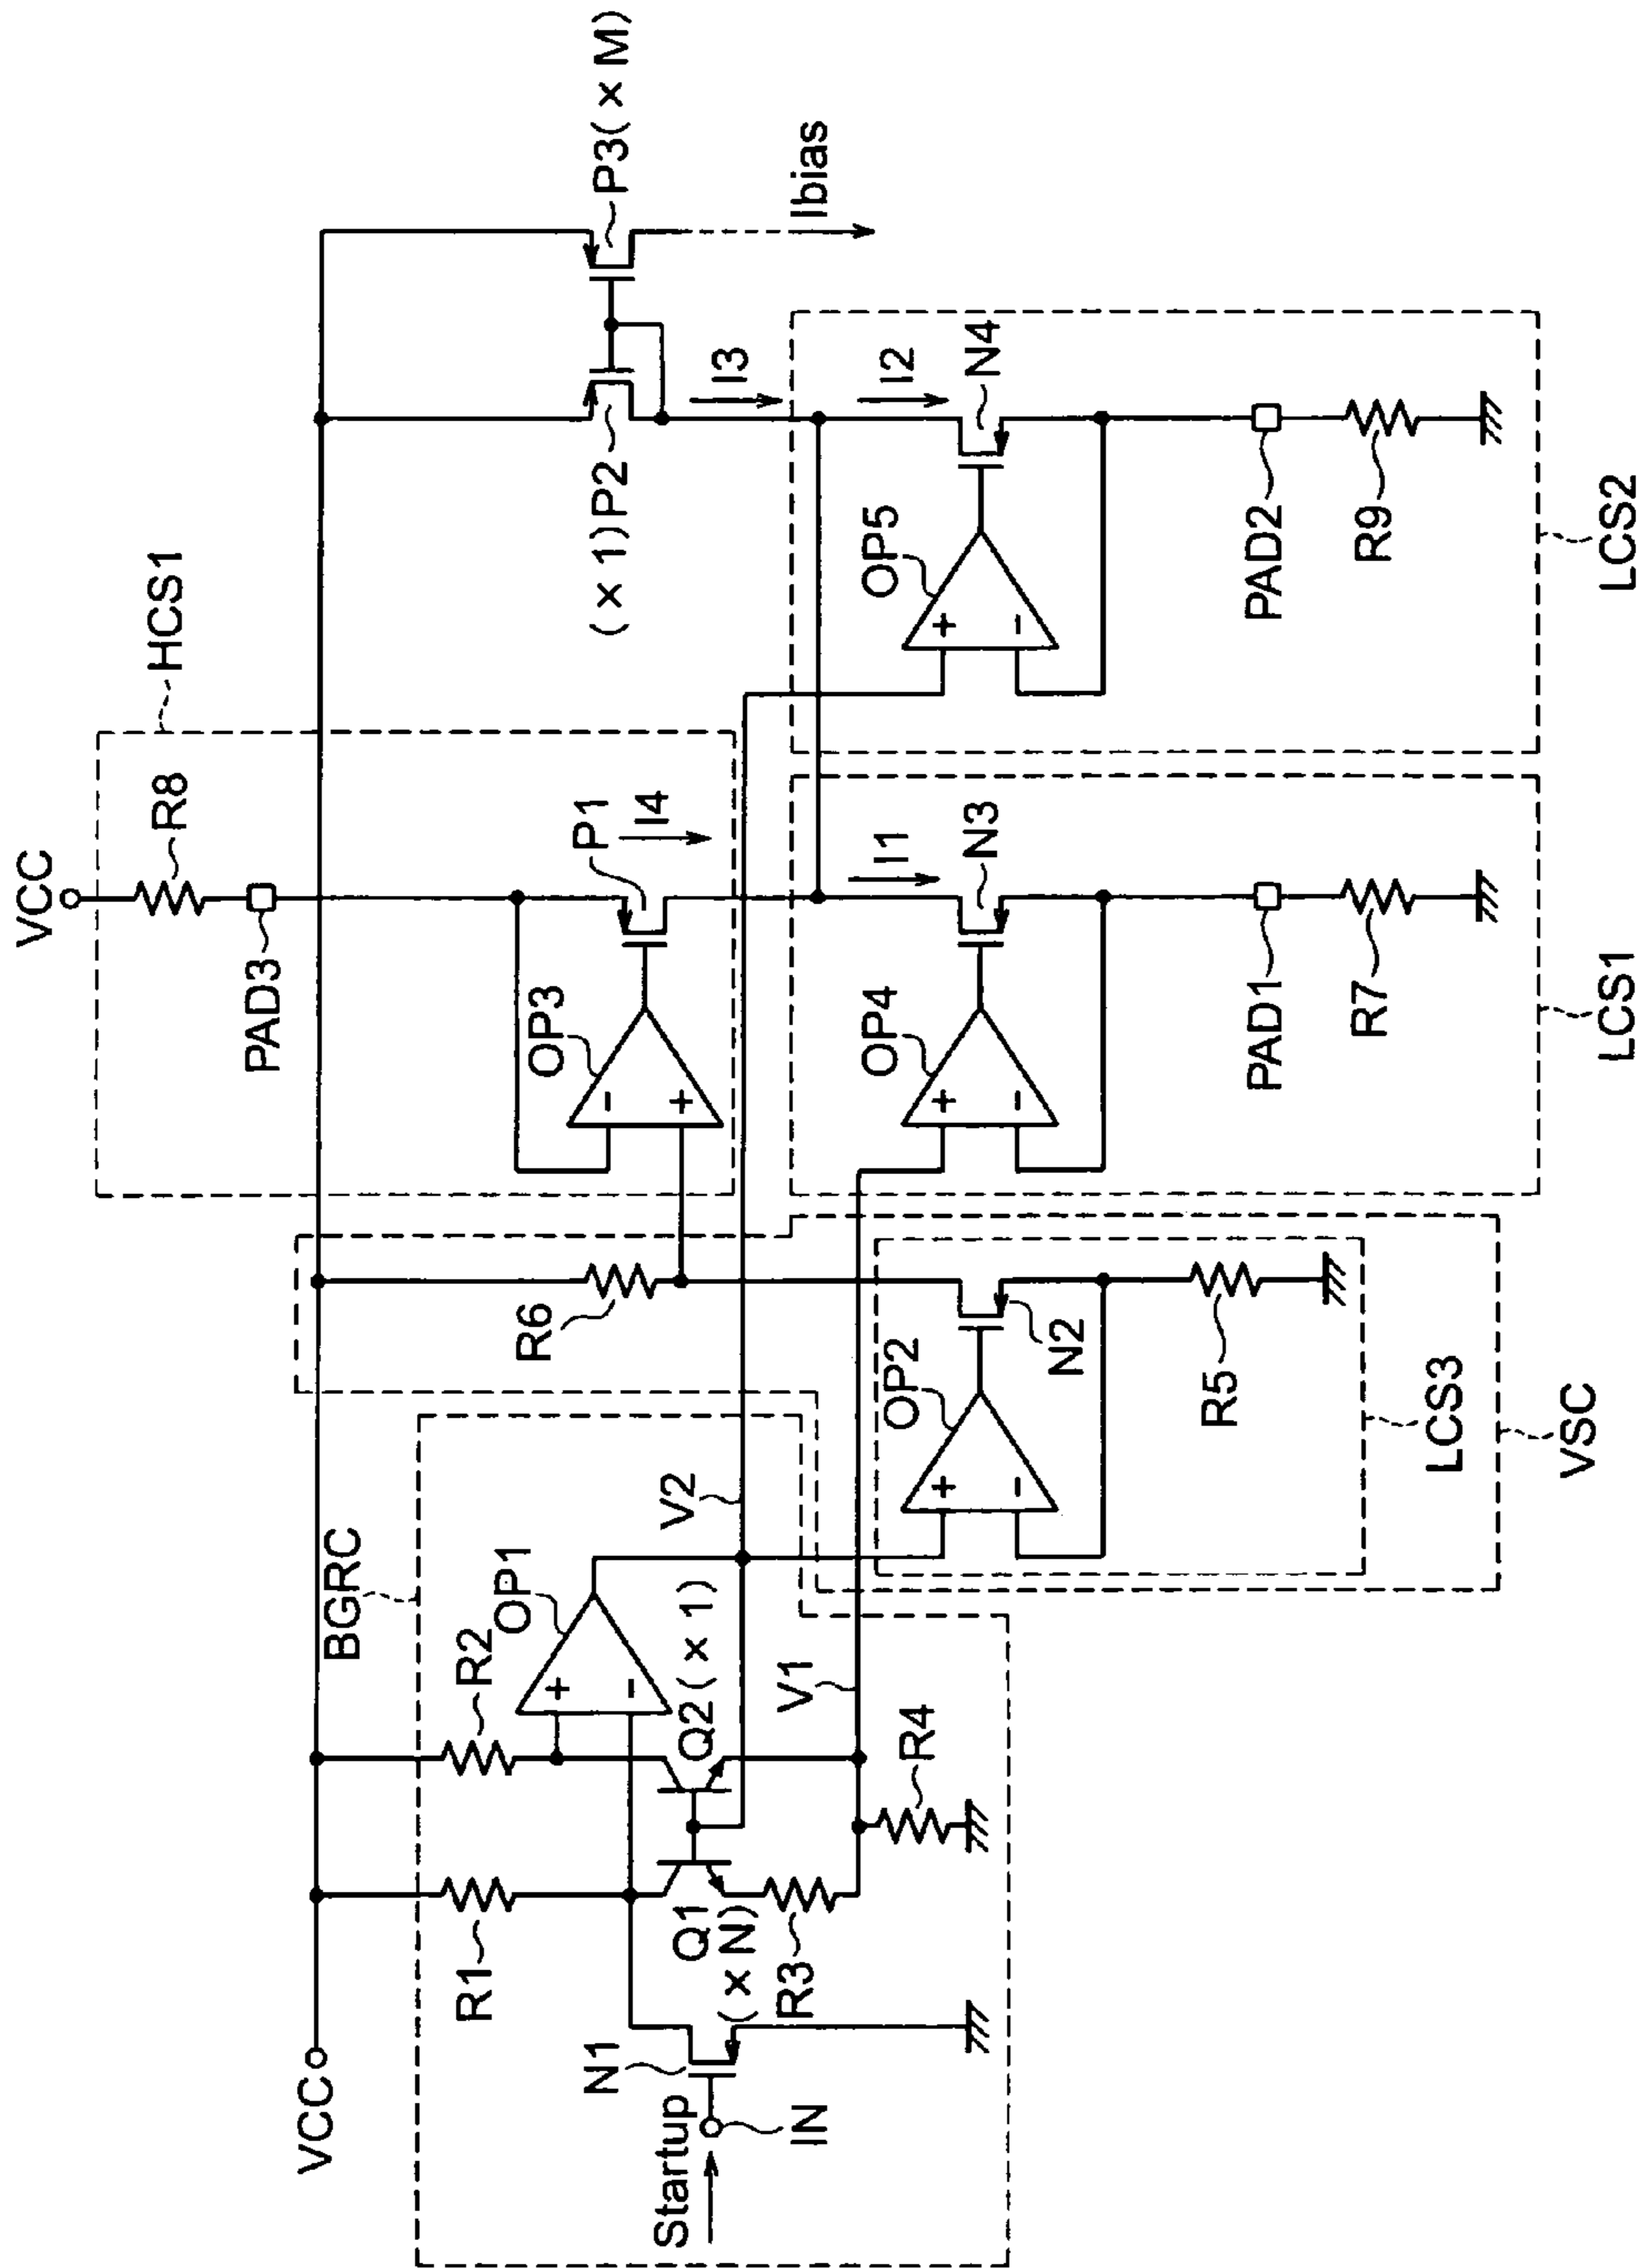 VCC
R8
HCS1
PAD3
P1
I4
OP3
(×1)P2
P3(×M)
I3
Ibias
VCC
R1
R2
BGRC
OP1
+
-
-
+
R6
V2
Q1
(×N)
Q2(×1)
N1
Startup
IN
R3
V1
R4
OP2
+
-
N2
R5
LCS3
VSC
I1
OP4
+
-
N3
PAD1
R7
LCS1
I2
OP5
+
-
N4
PAD2
R9
LCS2